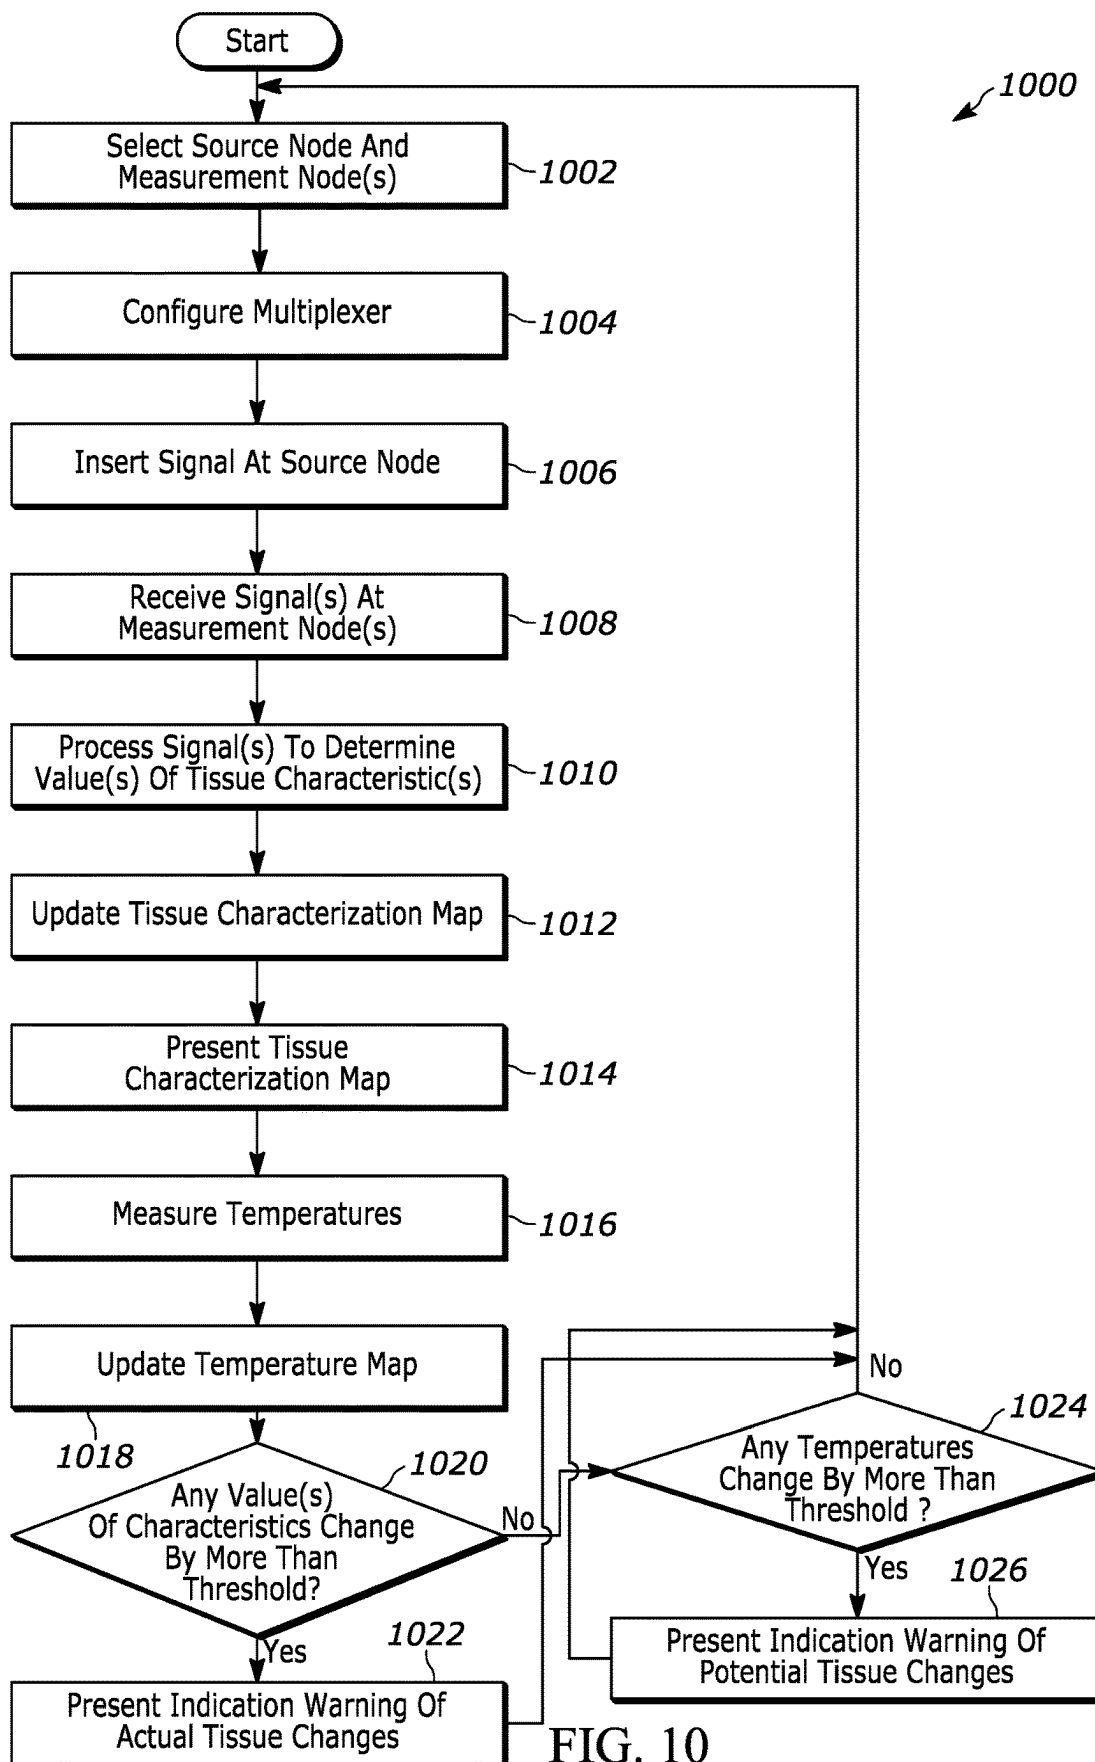 Start
1000
Select Source Node And
Measurement Node(s)
1002
Configure Multiplexer
1004
Insert Signal At Source Node
1006
Receive Signal(s) At
Measurement Node(s)
1008
Process Signal(s) To Determine
Value(s) Of Tissue Characteristic(s)
1010
Update Tissue Characterization Map
1012
Present Tissue
Characterization Map
1014
Measure Temperatures
1016
Update Temperature Map
1018
Any Value(s)
Of Characteristics Change
By More Than
Threshold?
1020
No
Yes
Present Indication Warning Of
Actual Tissue Changes
1022
No
Any Temperatures
Change By More Than
Threshold ?
1024
Yes
Present Indication Warning Of
Potential Tissue Changes
1026
FIG. 10